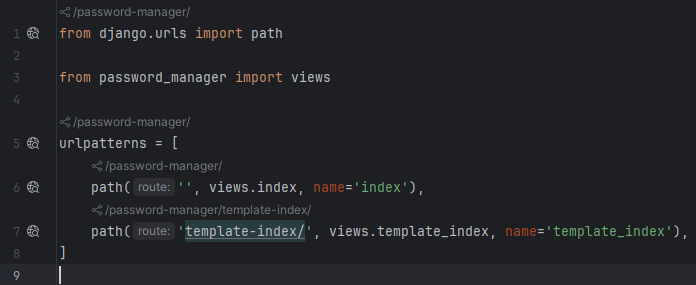 /password-manager/
1 from django.urls import path
2
3 from password_manager import views
4
/password-manager/
5 urlpatterns = [
/password-manager/
6 path( route: '', views.index, name='index'),
/password-manager/template-index/
7 path( route: 'template-index/', views.template_index, name='template_index'),
8 ]
9